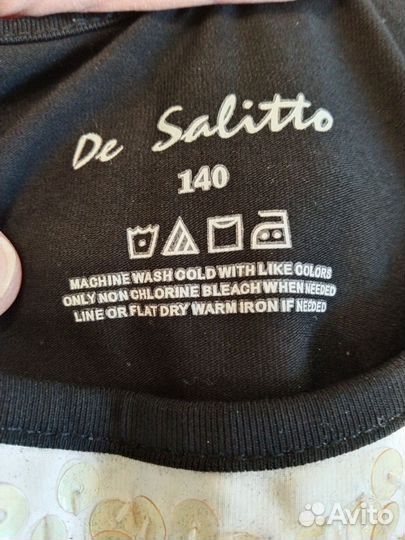 De Salitto
140
MACHINE WASH COLD WITH LIKE COLORS
ONLY NON CHLORINE BLEACH WHEN NEEDED
LINE OR FLAT DRY WARM IRON IF NEEDED
Avito